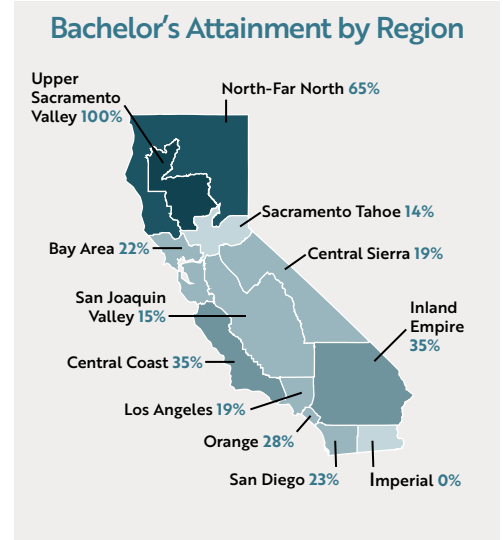 Bachelor's Attainment by Region
Upper
Sacramento
Valley 100%
North-Far North 65%
Sacramento Tahoe 14%
Bay Area 22%
Central Sierra 19%
San Joaquin
Valley 15%
Inland
Empire
35%
Central Coast 35%
Los Angeles 19%
Orange 28%
San Diego 23%
Imperial 0%